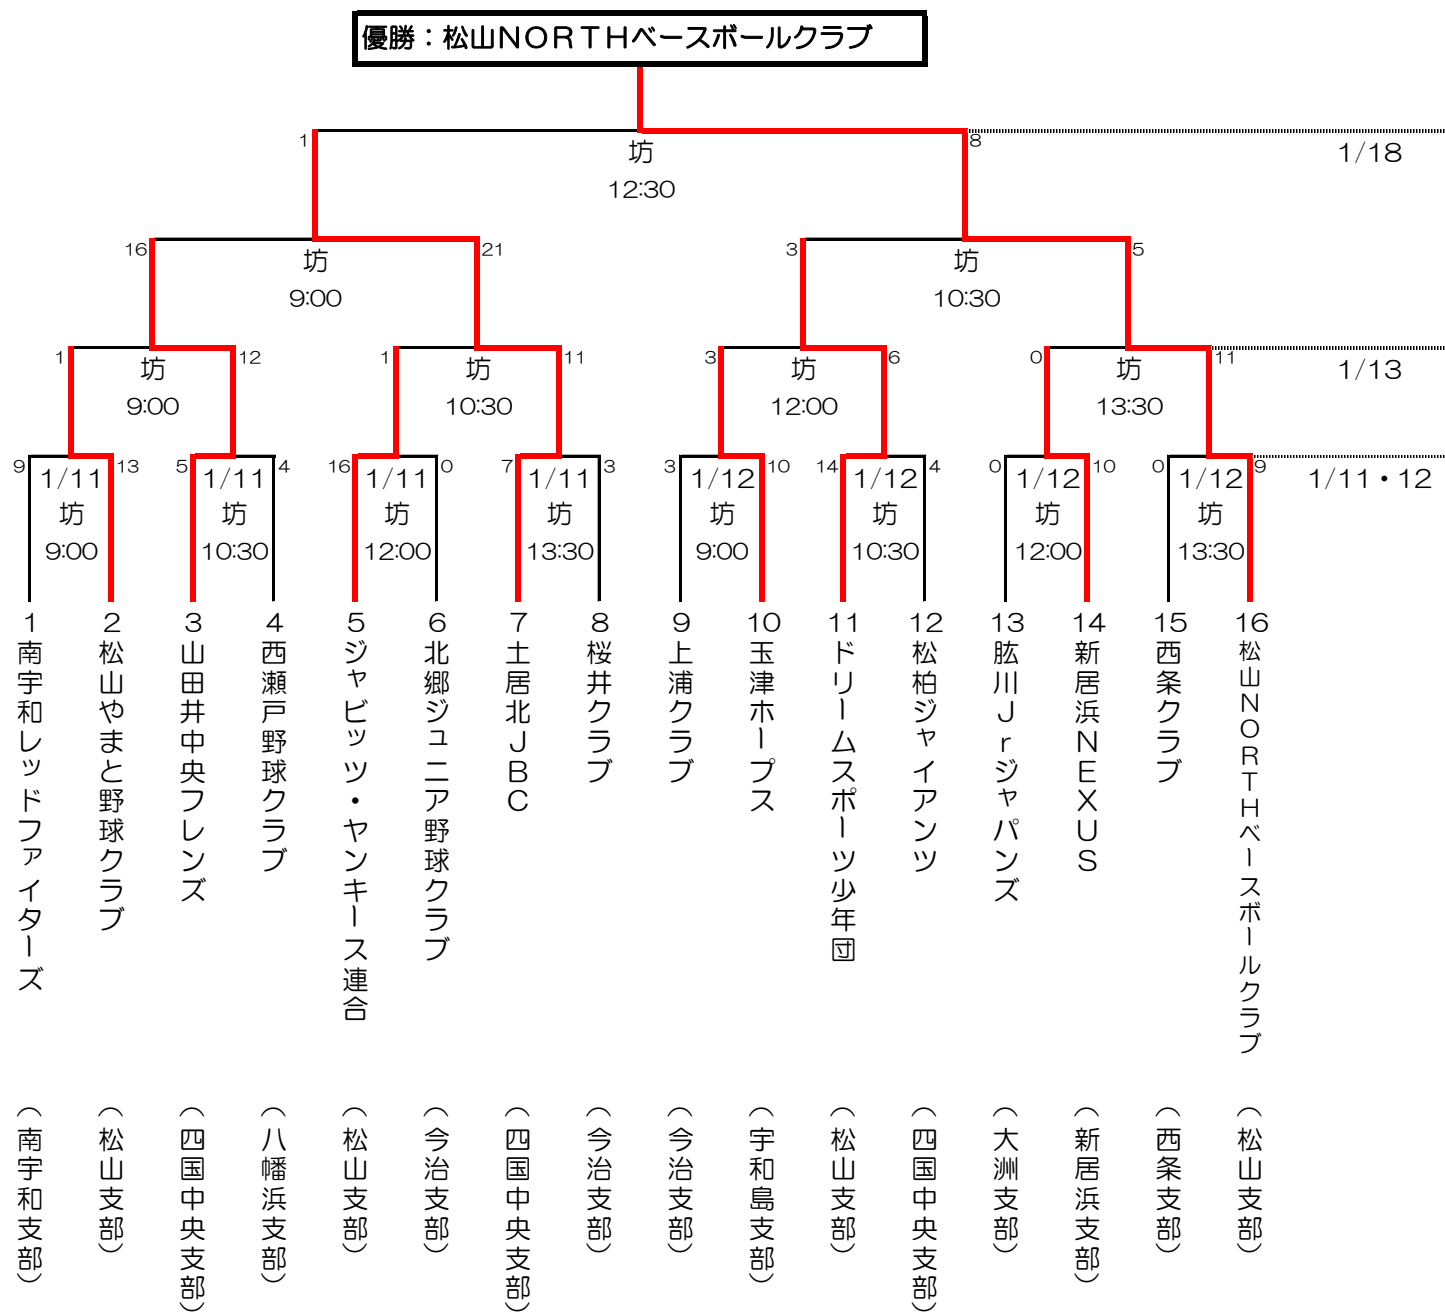 優勝：松山NORTHベースボールクラブ
1
8
坊
1/18
12:30
16
21
3
5
坊
坊
9:00
10:30
1
12
1
11
3
6
0
11
坊
坊
坊
坊
1/13
9:00
10:30
12:00
13:30
9
1/11
13
5
1/11
4
16
1/11
0
7
1/11
3
3
1/12
10
14
1/12
4
0
1/12
10
0
1/12
9
1/11・12
坊
坊
坊
坊
坊
坊
坊
坊
9:00
10:30
12:00
13:30
9:00
10:30
12:00
13:30
1
南宇和レッドファイターズ
（南宇和支部）
2
松山やまと野球クラブ
（松山支部）
3
山田井中央フレンズ
（四国中央支部）
4
西瀬戸野球クラブ
（八幡浜支部）
5
ジャビッツ・ヤンキース連合
（松山支部）
6
北郷ジュニア野球クラブ
（今治支部）
7
土居北JBC
（四国中央支部）
8
桜井クラブ
（今治支部）
9
上浦クラブ
（今治支部）
10
玉津ホープス
（宇和島支部）
11
ドリームスポーツ少年団
（松山支部）
12
松柏ジャイアンツ
（四国中央支部）
13
肱川Jrジャパンズ
（大洲支部）
14
新居浜NEXUS
（新居浜支部）
15
西条クラブ
（西条支部）
16
松山NORTHベースボールクラブ
（松山支部）